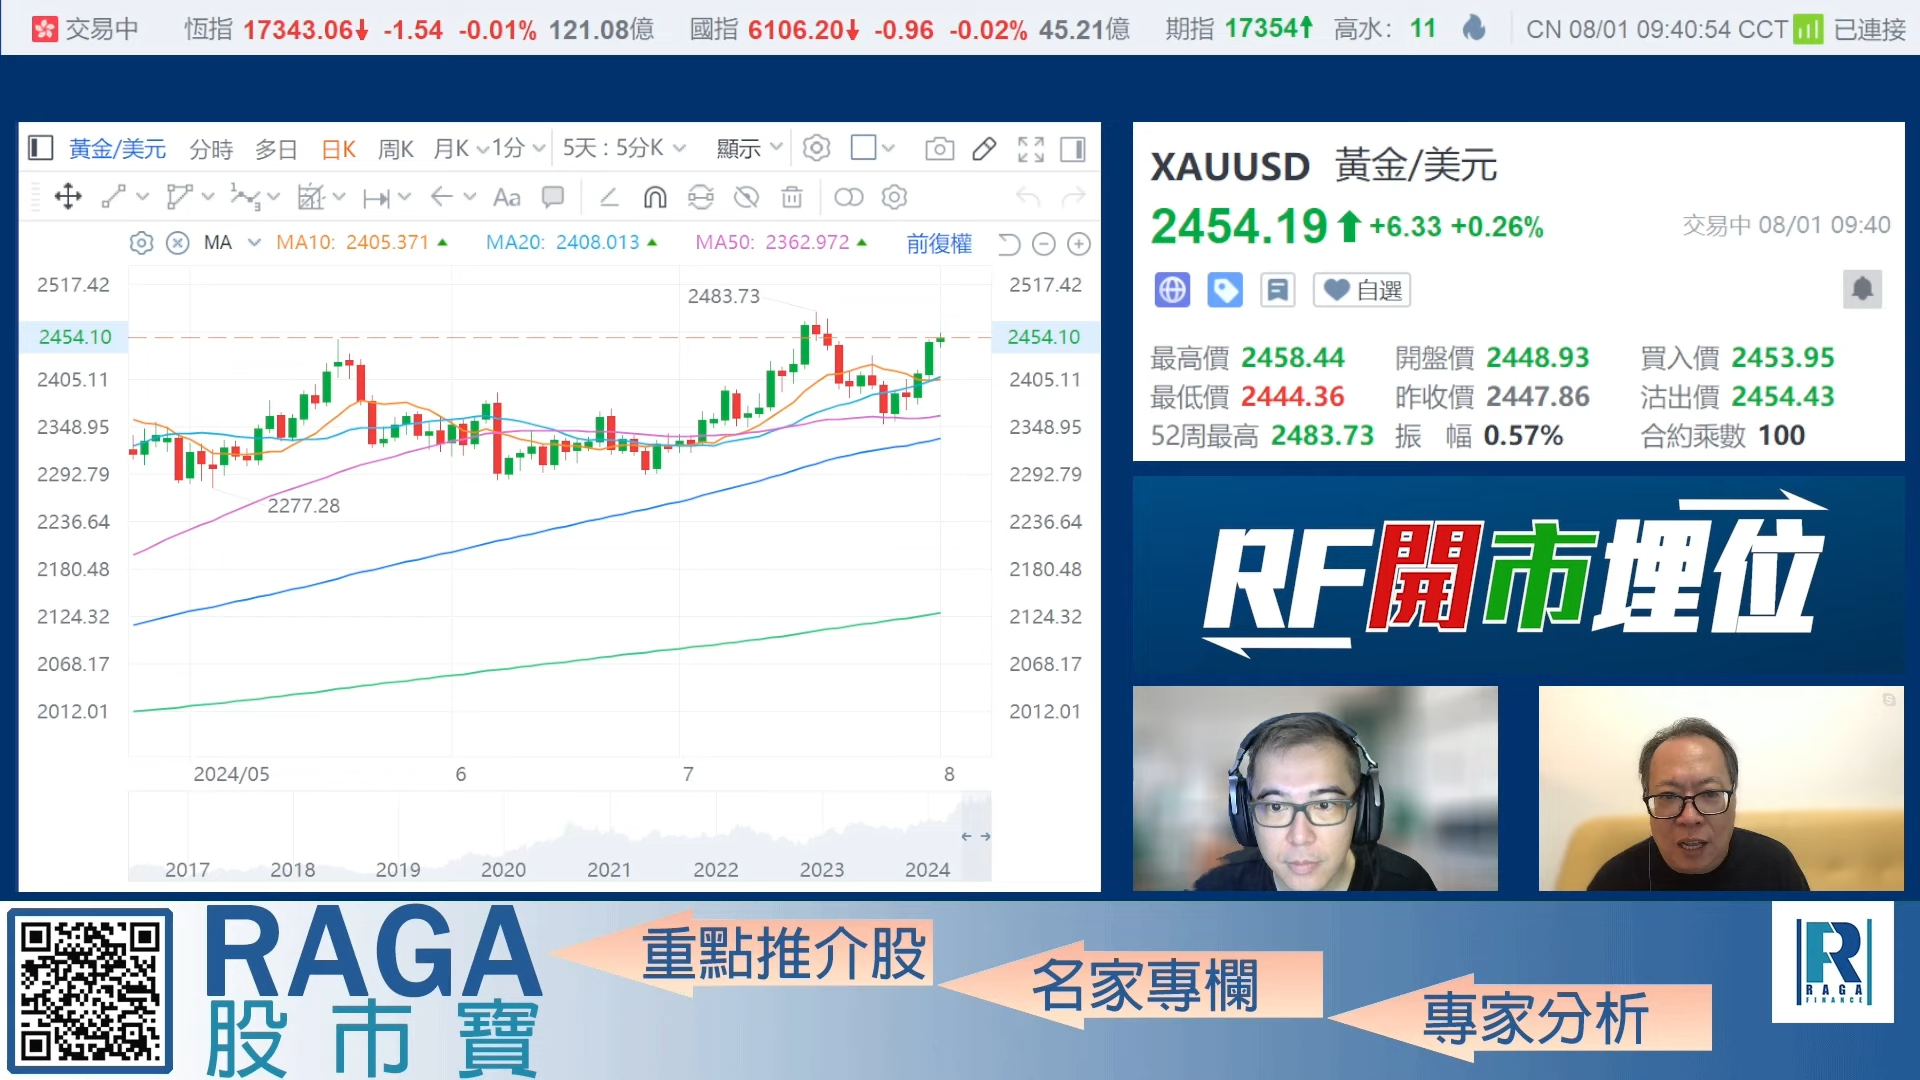 交易中 恆指 17343.06 -1.54 -0.01% 121.08億 國指 6106.20 -0.96 -0.02% 45.21億 期指 17354 高水: 11 CN 08/01 09:40:54 CCT 已連接
黃金/美元 分時 多日 日K 周K 月K 1分 5天 : 5分K 顯示
Aa
MA MA10: 2405.371 MA20: 2408.013 MA50: 2362.972 前復權
2517.42 2517.42
2483.73
2454.10 2454.10
2405.11 2405.11
2348.95 2348.95
2292.79 2292.79
2277.28
2236.64 2236.64
2180.48 2180.48
2124.32 2124.32
2068.17 2068.17
2012.01 2012.01
2024/05 6 7 8
2017 2018 2019 2020 2021 2022 2023 2024
XAUUSD 黃金/美元
2454.19 +6.33 +0.26% 交易中 08/01 09:40
自選
最高價 2458.44 開盤價 2448.93 買入價 2453.95
最低價 2444.36 昨收價 2447.86 沽出價 2454.43
52周最高 2483.73 振幅 0.57% 合約乘數 100
RF開市埋位
RAGA
股市寶
重點推介股
名家專欄
專家分析
RAGA
FINANCE